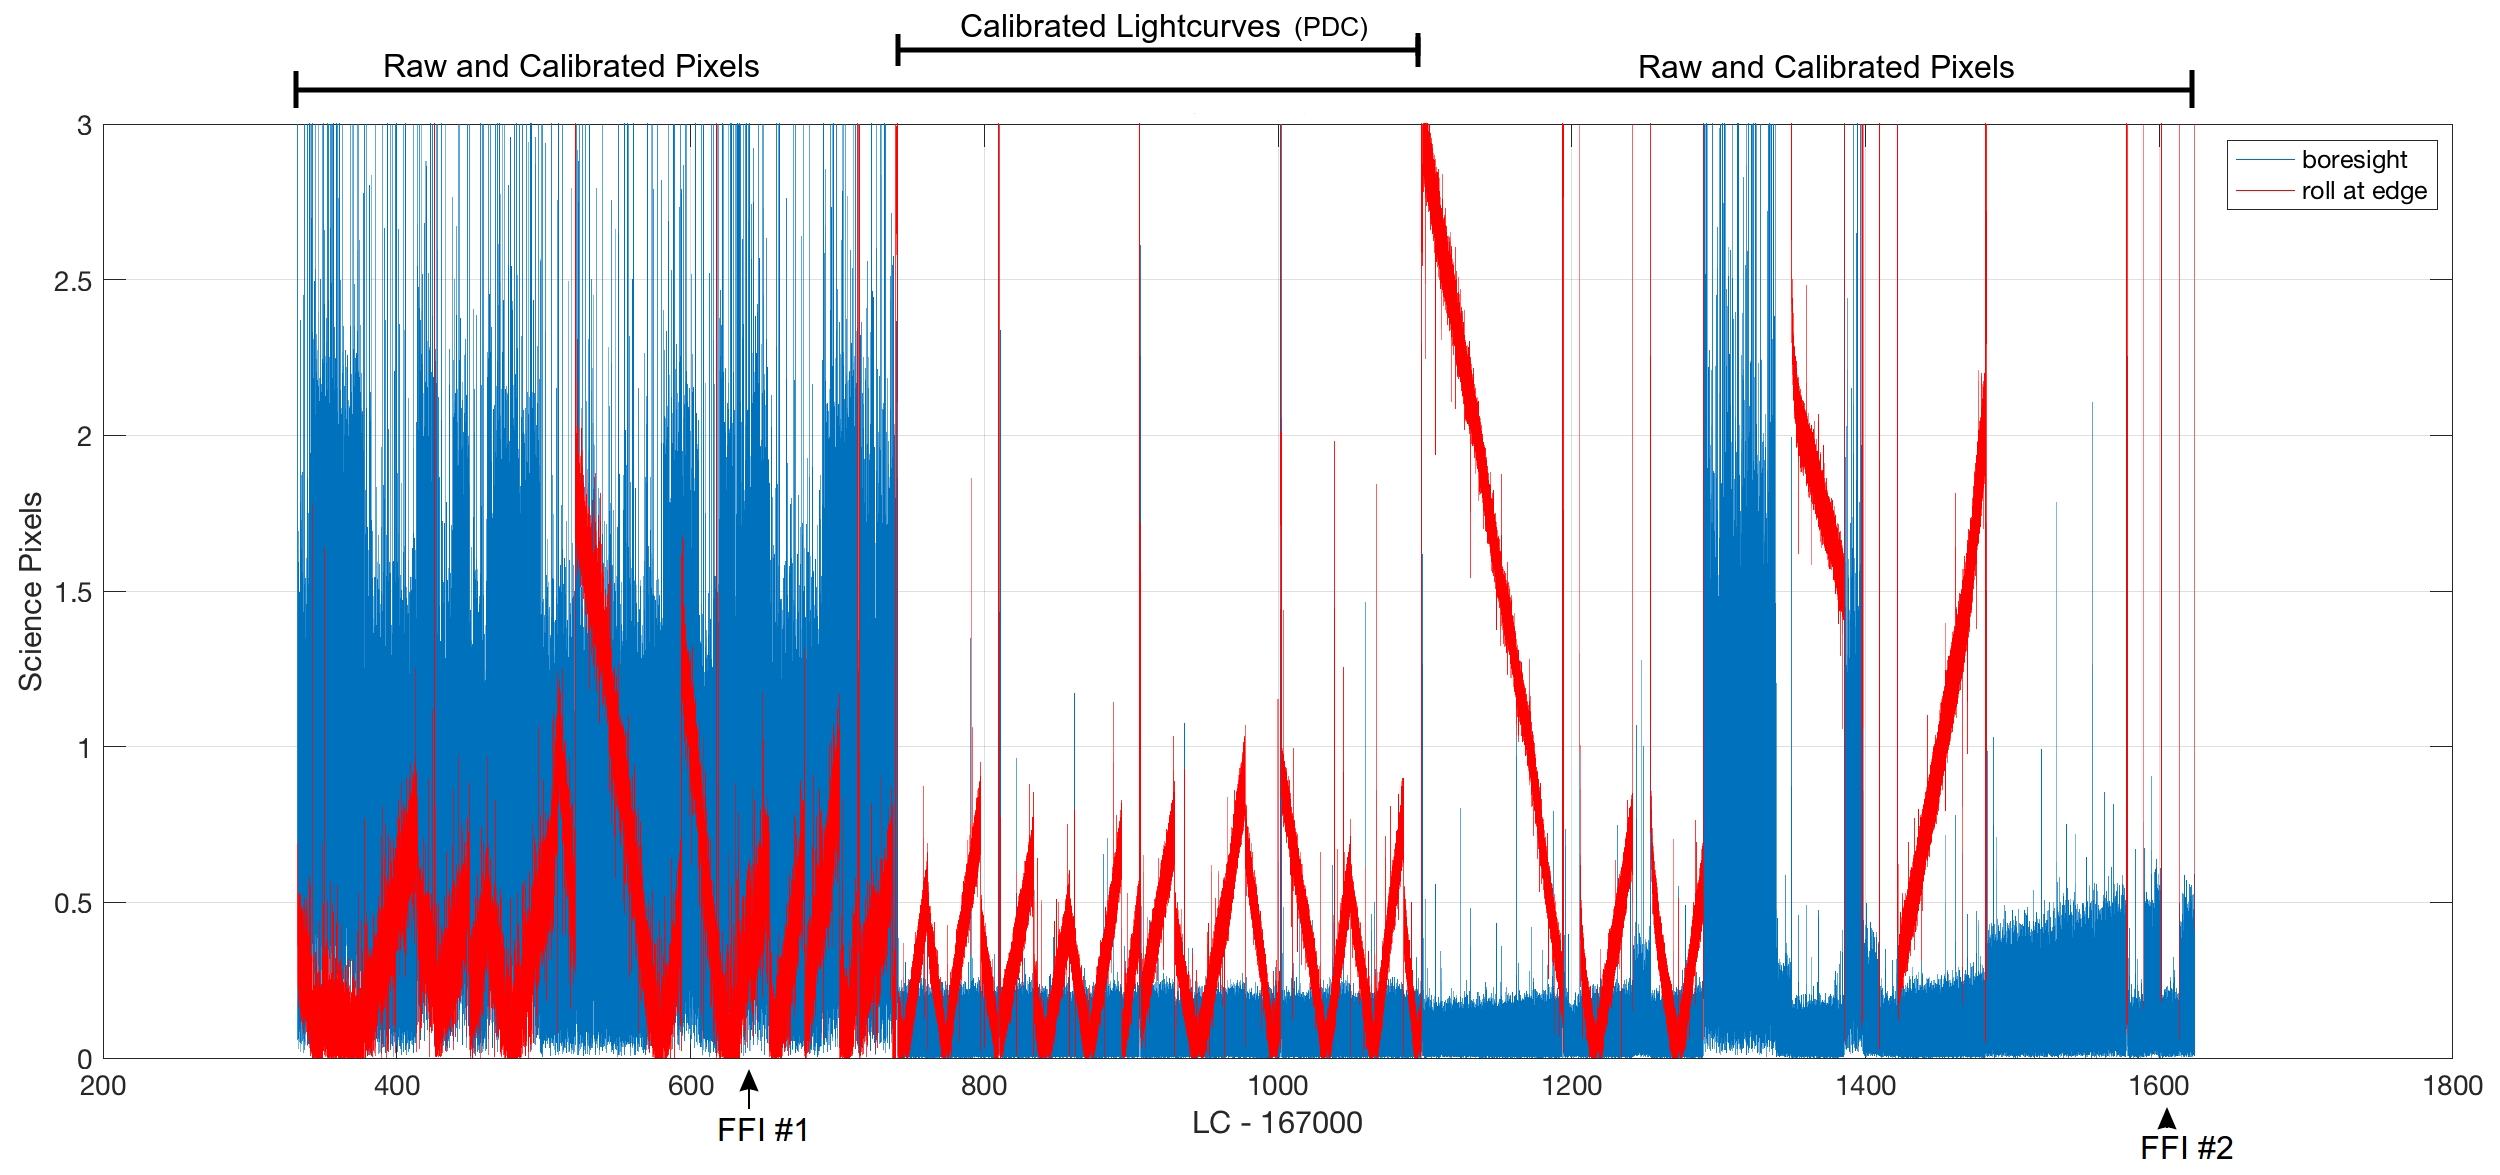 Calibrated Lightcurves (PDC)
Raw and Calibrated Pixels
Raw and Calibrated Pixels
3
2.5
2
1.5
1
0.5
0
Science Pixels
boresight
roll at edge
200
400
600
800
1000
1200
1400
1600
1800
LC - 167000
FFI #1
FFI #2